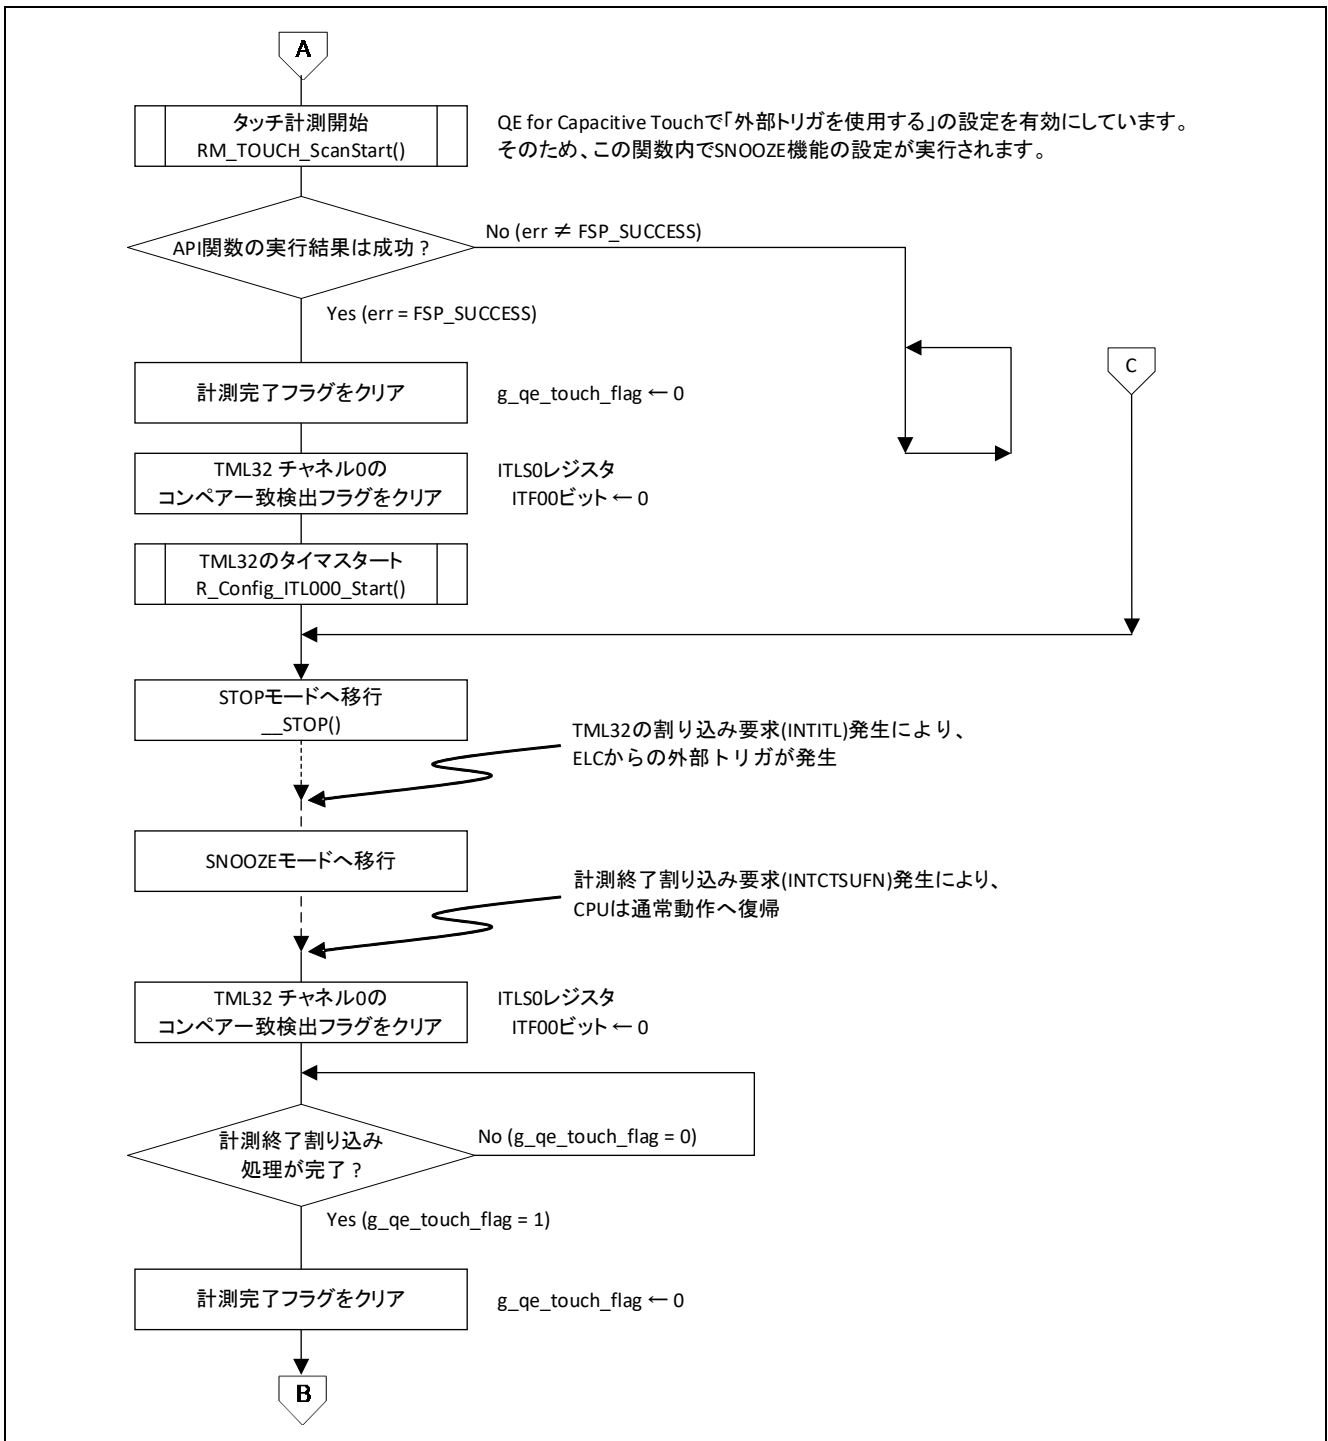 A
タッチ計測開始
RM_TOUCH_ScanStart()
QE for Capacitive Touchで「外部トリガを使用する」の設定を有効にしています。
そのため、この関数内でSNOOZE機能の設定が実行されます。
API関数の実行結果は成功？
No (err ≠ FSP_SUCCESS)
Yes (err = FSP_SUCCESS)
C
計測完了フラグをクリア
g_qe_touch_flag ← 0
TML32 チャネル0の
コンペアー致検出フラグをクリア
ITLS0レジスタ
ITF00ビット ← 0
TML32のタイマスタート
R_Config_ITL000_Start()
STOPモードへ移行
__STOP()
TML32の割り込み要求(INTITL)発生により、
ELCからの外部トリガが発生
SNOOZEモードへ移行
計測終了割り込み要求(INTCTSUFN)発生により、
CPUは通常動作へ復帰
TML32 チャネル0の
コンペアー致検出フラグをクリア
ITLS0レジスタ
ITF00ビット ← 0
計測終了割り込み
処理が完了？
No (g_qe_touch_flag = 0)
Yes (g_qe_touch_flag = 1)
計測完了フラグをクリア
g_qe_touch_flag ← 0
B